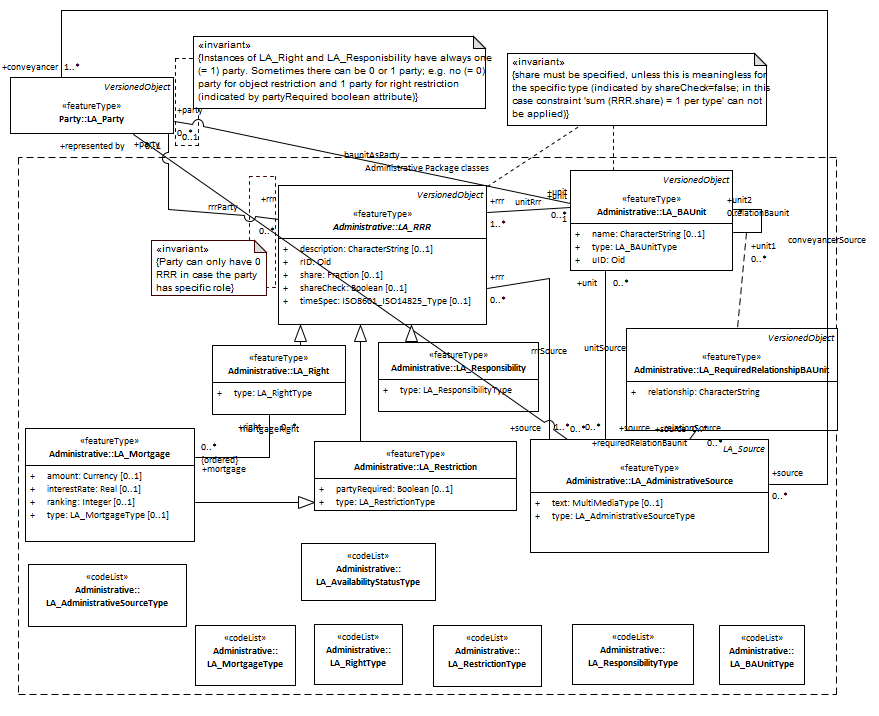 «invariant»
{Instances of LA_Right and LA_Responisbility have always one
(= 1) party. Sometimes there can be 0 or 1 party; e.g. no (= 0)
party for object restriction and 1 party for right restriction
(indicated by partyRequired boolean attribute)}
«invariant»
{share must be specified, unless this is meaningless for
the specific type (indicated by shareCheck=false; in this
case constraint 'sum (RRR.share) = 1 per type' can not
be applied)}
+conveyancer 1..*
VersionedObject
«featureType»
Party::LA_Party
+party
0..*
0..1
+represented by
+party
baunitAsParty
Administrative Package classes
VersionedObject
«featureType»
Administrative::LA_RRR
+ description: CharacterString [0..1]
+ rID: Oid
+ share: Fraction [0..1]
+ shareCheck: Boolean [0..1]
+ timeSpec: ISO8601_ISO14825_Type [0..1]
rrrParty
+rrr
0..*
+rrr
1..*
unitRrr
+unit
+unit
0..*
1
VersionedObject
«featureType»
Administrative::LA_BAUnit
+ name: CharacterString [0..1]
+ type: LA_BAUnitType
+ uID: Oid
+unit2
0..*
relationBaunit
+unit1
0..*
conveyancerSource
«invariant»
{Party can only have 0
RRR in case the party
has specific role}
+rrr
0..*
+unit 0..*
VersionedObject
«featureType»
Administrative::LA_RequiredRelationshipBAUnit
+ relationship: CharacterString
rrrSource
unitSource
«featureType»
Administrative::LA_Right
+ type: LA_RightType
«featureType»
Administrative::LA_Responsibility
+ type: LA_ResponsibilityType
+right 0..*
mortgageRight
+source 1..* 0..* 0..* +source
+source
relationSource
+requiredRelationBaunit 0..*
«featureType»
Administrative::LA_Mortgage
+ amount: Currency [0..1]
+ interestRate: Real [0..1]
+ ranking: Integer [0..1]
+ type: LA_MortgageType [0..1]
0..*
{ordered}
+mortgage
«featureType»
Administrative::LA_Restriction
+ partyRequired: Boolean [0..1]
+ type: LA_RestrictionType
LA_Source
«featureType»
Administrative::LA_AdministrativeSource
+ text: MultiMediaType [0..1]
+ type: LA_AdministrativeSourceType
+source
0..*
«codeList»
Administrative::
LA_AdministrativeSourceType
«codeList»
Administrative::
LA_AvailabilityStatusType
«codeList»
Administrative::
LA_MortgageType
«codeList»
Administrative::
LA_RightType
«codeList»
Administrative::
LA_RestrictionType
«codeList»
Administrative::
LA_ResponsibilityType
«codeList»
Administrative::
LA_BAUnitType